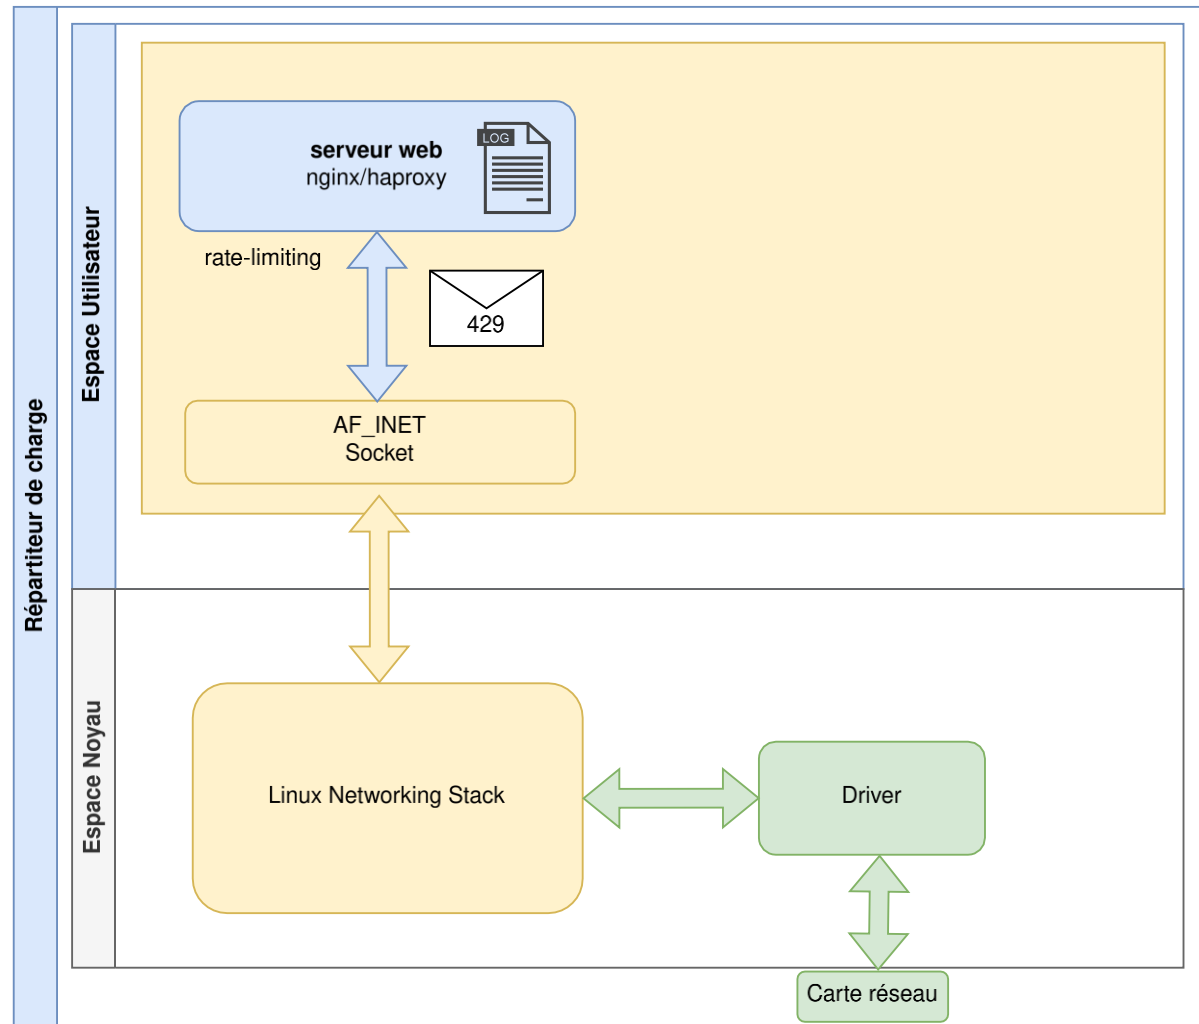 Répartiteur de charge
Espace Utilisateur
serveur web
nginx/haproxy
LOG
rate-limiting
429
AF_INET
Socket
Espace Noyau
Linux Networking Stack
Driver
Carte réseau